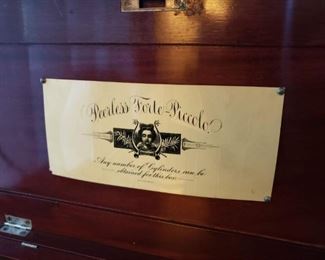 Peerless Forte Piccolo.
Any number of Cylinders can be
obtained for this box.